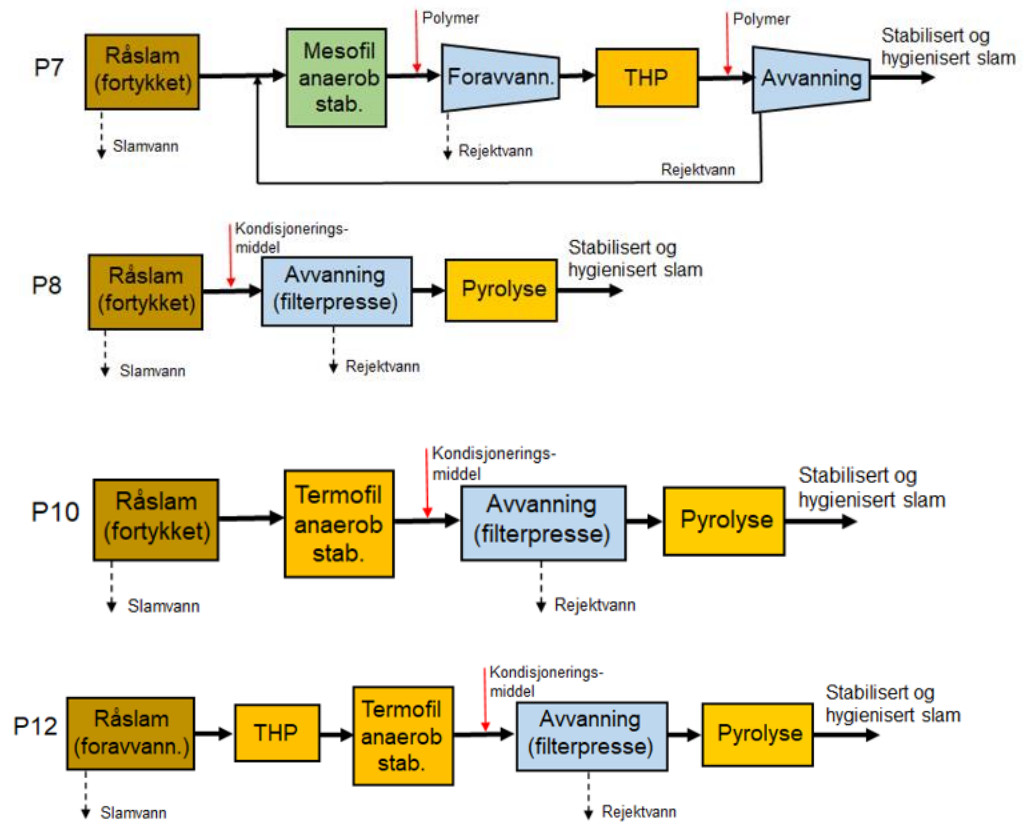 P7
Råslam
(fortykket)
Slamvann
Mesofil
anaerob
stab.
Polymer
Foravvann.
Rejektvann
THP
Polymer
Avvanning
Rejektvann
Stabilisert og
hygienisert slam
P8
Råslam
(fortykket)
Slamvann
Kondisjonerings-
middel
Avvanning
(filterpresse)
Rejektvann
Pyrolyse
Stabilisert og
hygienisert slam
P10
Råslam
(fortykket)
Slamvann
Termofil
anaerob
stab.
Kondisjonerings-
middel
Avvanning
(filterpresse)
Rejektvann
Pyrolyse
Stabilisert og
hygienisert slam
P12
Råslam
(foravvann.)
Slamvann
THP
Termofil
anaerob
stab.
Kondisjonerings-
middel
Avvanning
(filterpresse)
Rejektvann
Pyrolyse
Stabilisert og
hygienisert slam